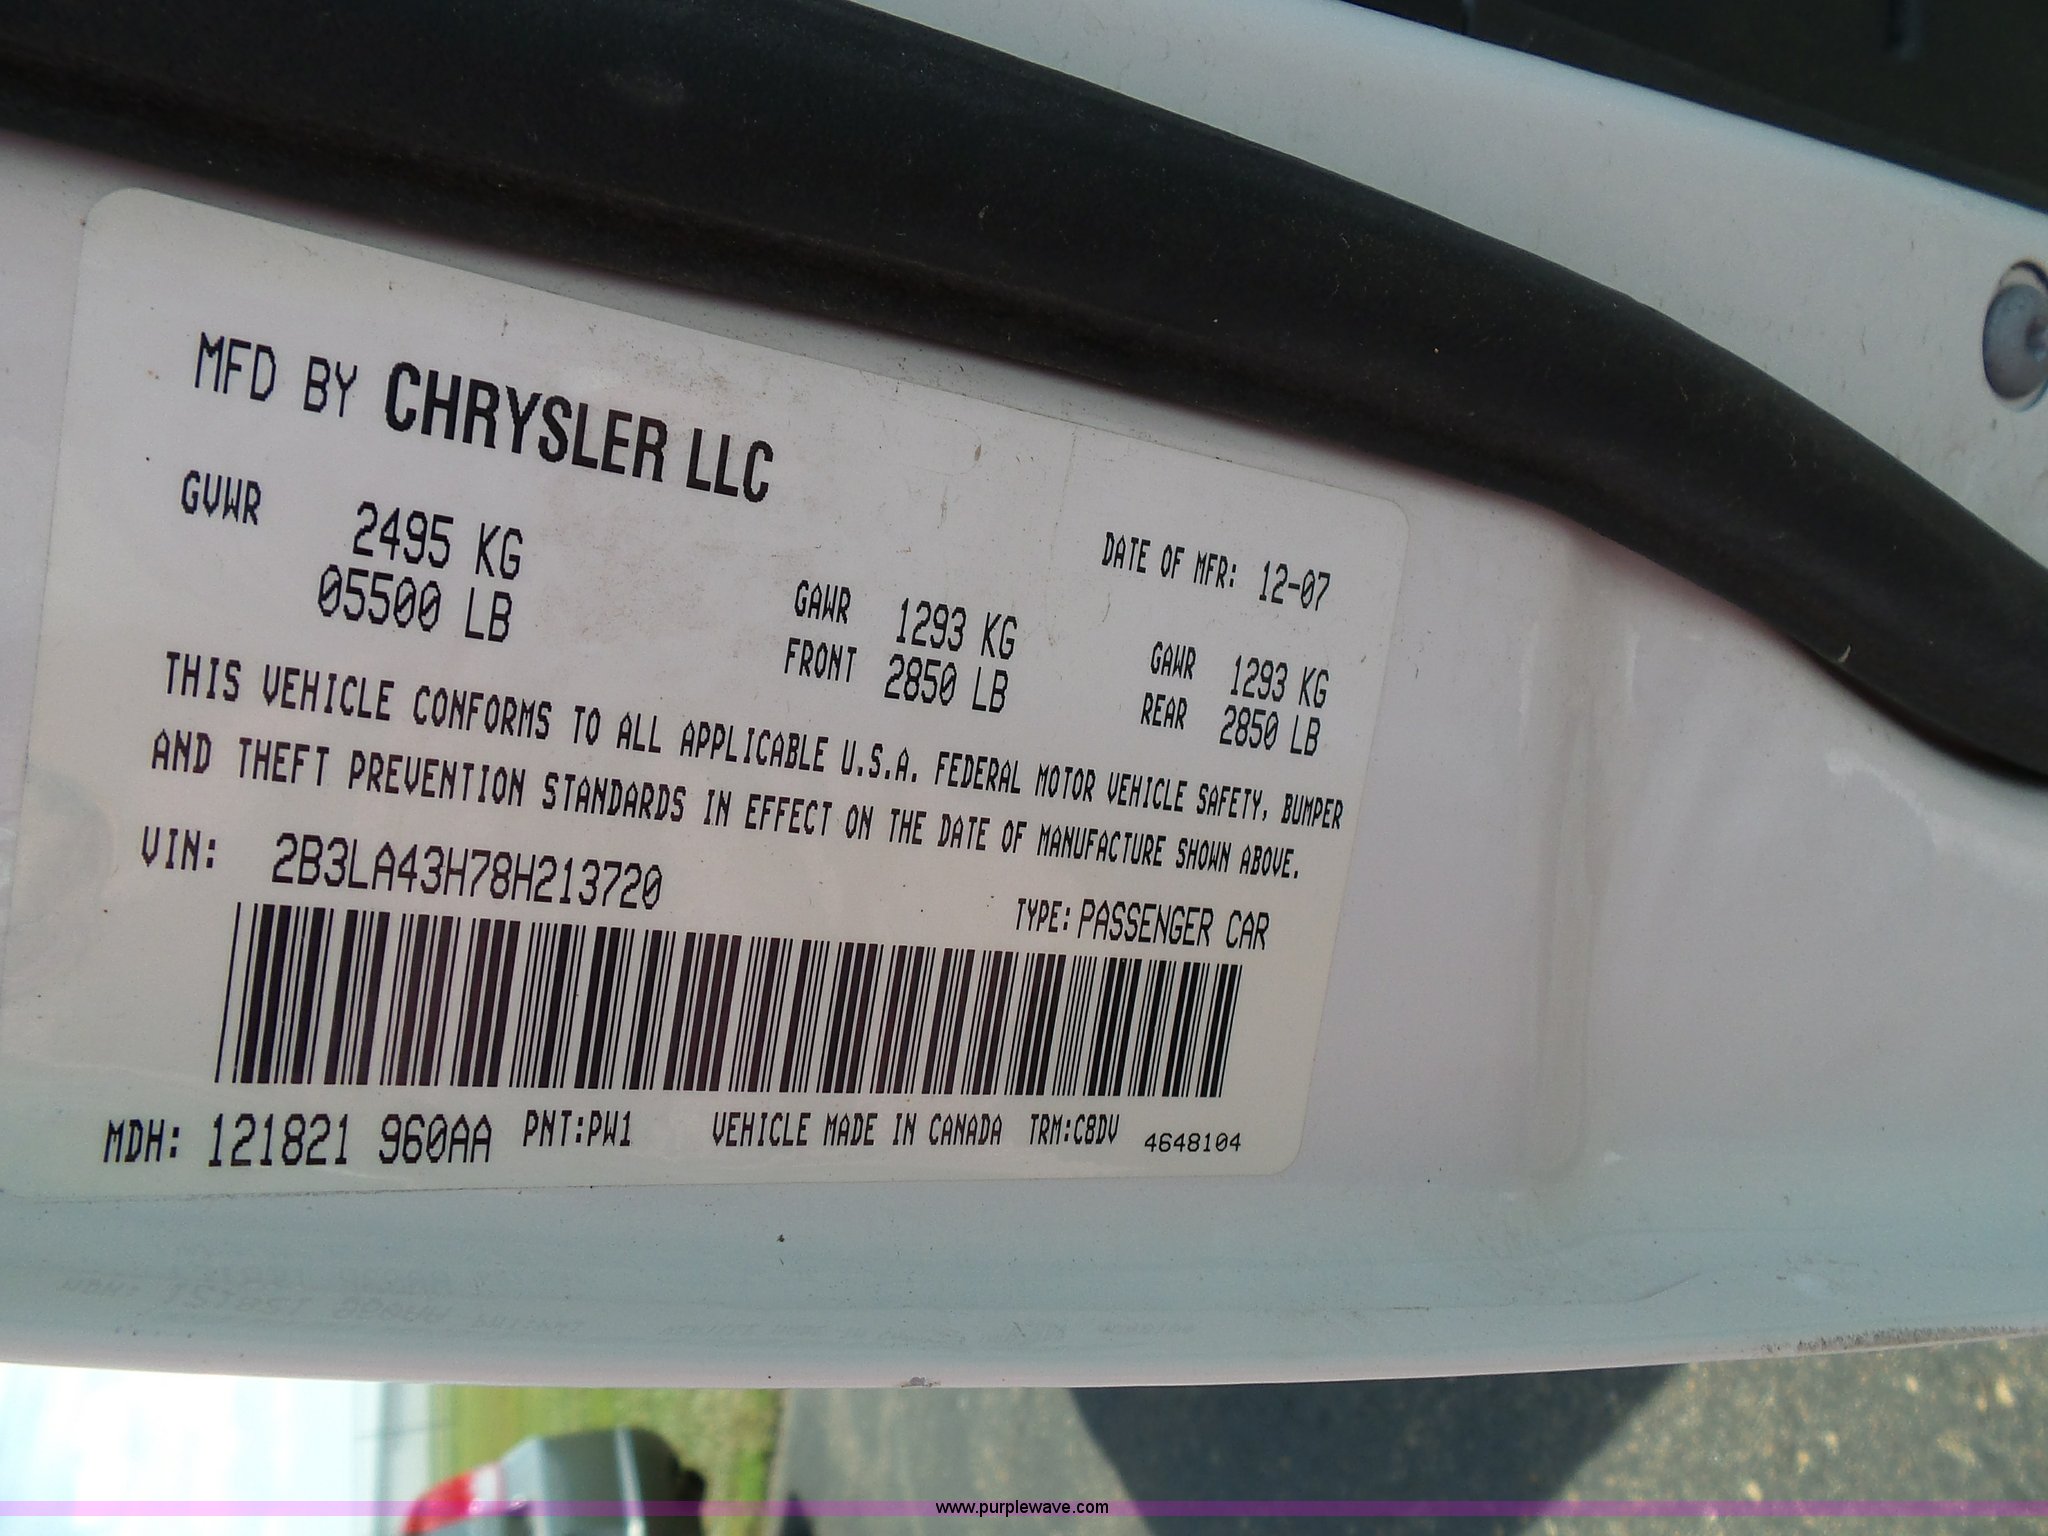 MFD BY CHRYSLER LLC
DATE OF MFR: 12-07
GVWR 2495 KG
05500 LB
GAWR 1293 KG
FRONT 2850 LB
GAWR 1293 KG
REAR 2850 LB
THIS VEHICLE CONFORMS TO ALL APPLICABLE U.S.A. FEDERAL MOTOR VEHICLE SAFETY, BUMPER
AND THEFT PREVENTION STANDARDS IN EFFECT ON THE DATE OF MANUFACTURE SHOWN ABOVE.
VIN: 2B3LA43H78H213720
TYPE: PASSENGER CAR
MDH: 121821 960AA PNT:PW1 VEHICLE MADE IN CANADA TRM:C8DV 4648104
www.purplewave.com